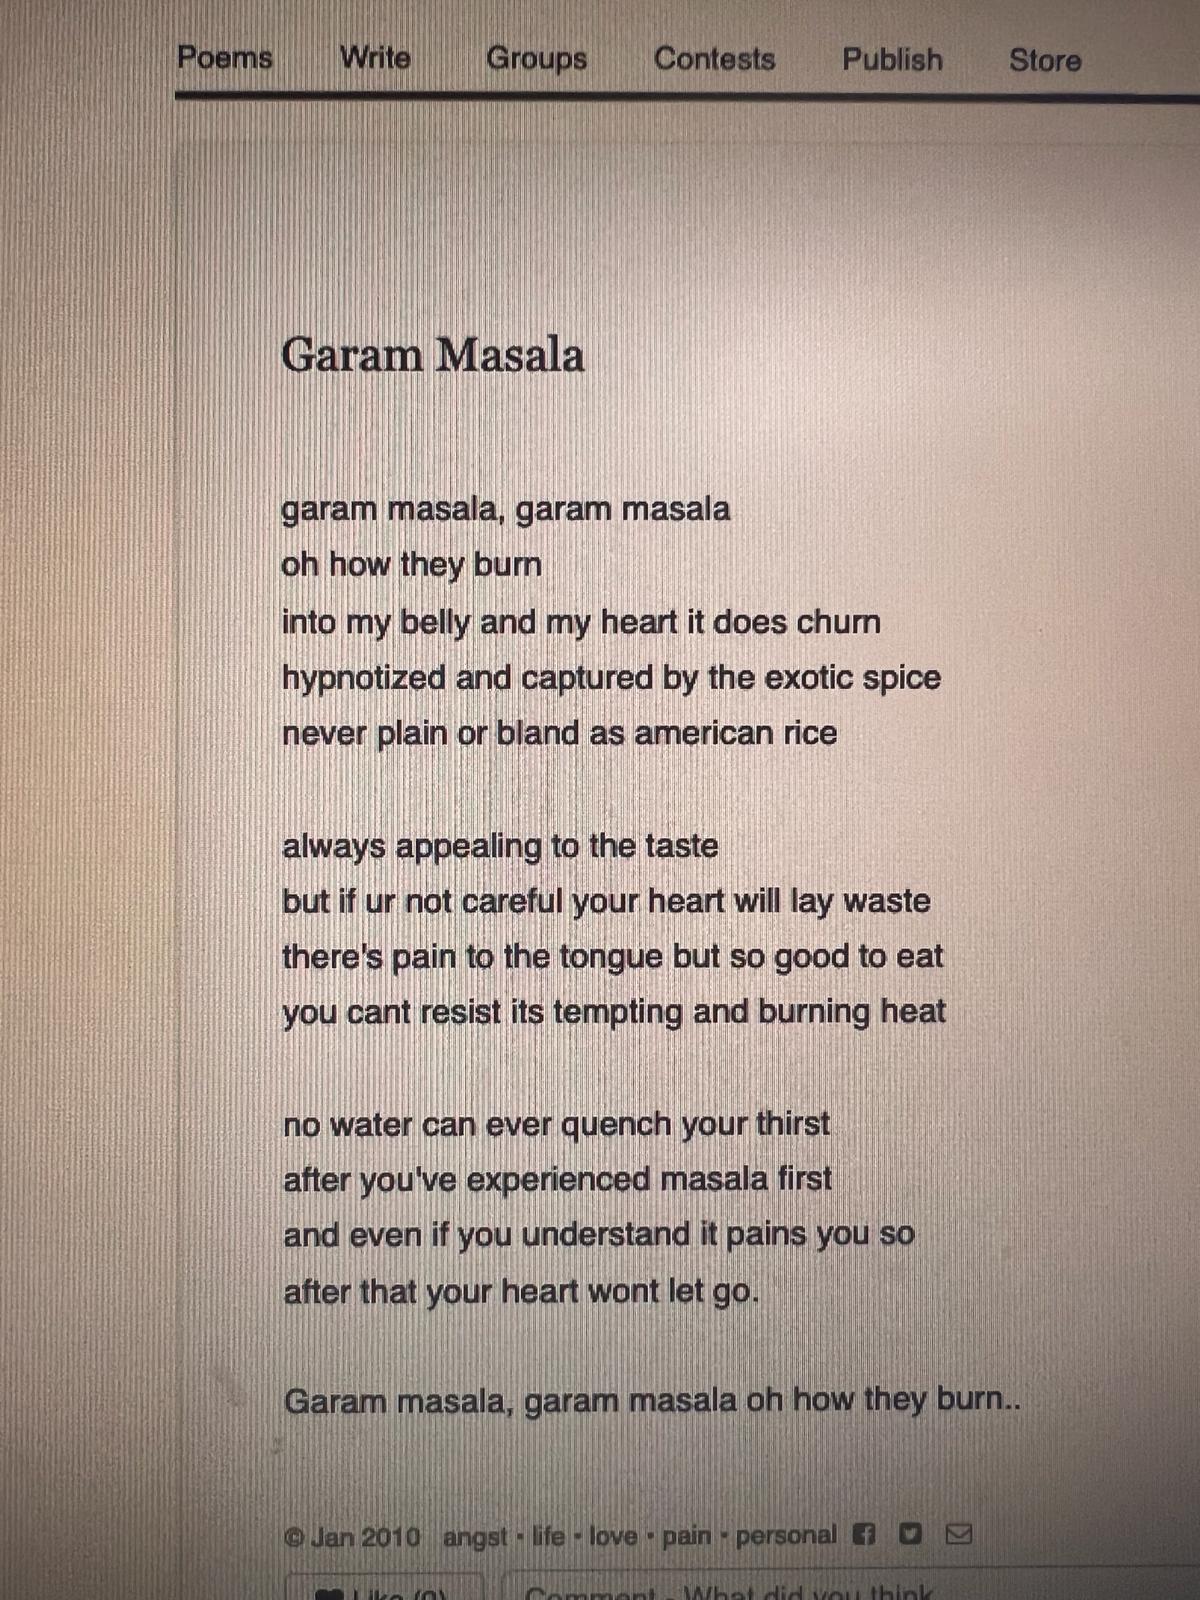 Poems Write Groups Contests Publish Store
Garam Masala
garam masala, garam masala
oh how they burn
into my belly and my heart it does churn
hypnotized and captured by the exotic spice
never plain or bland as american rice
always appealing to the taste
but if ur not careful your heart will lay waste
there's pain to the tongue but so good to eat
you cant resist its tempting and burning heat
no water can ever quench your thirst
after you've experienced masala first
and even if you understand it pains you so
after that your heart wont let go.
Garam masala, garam masala oh how they burn..
© Jan 2010 angst · life · love · pain · personal
Like (0) Comment - What did you think